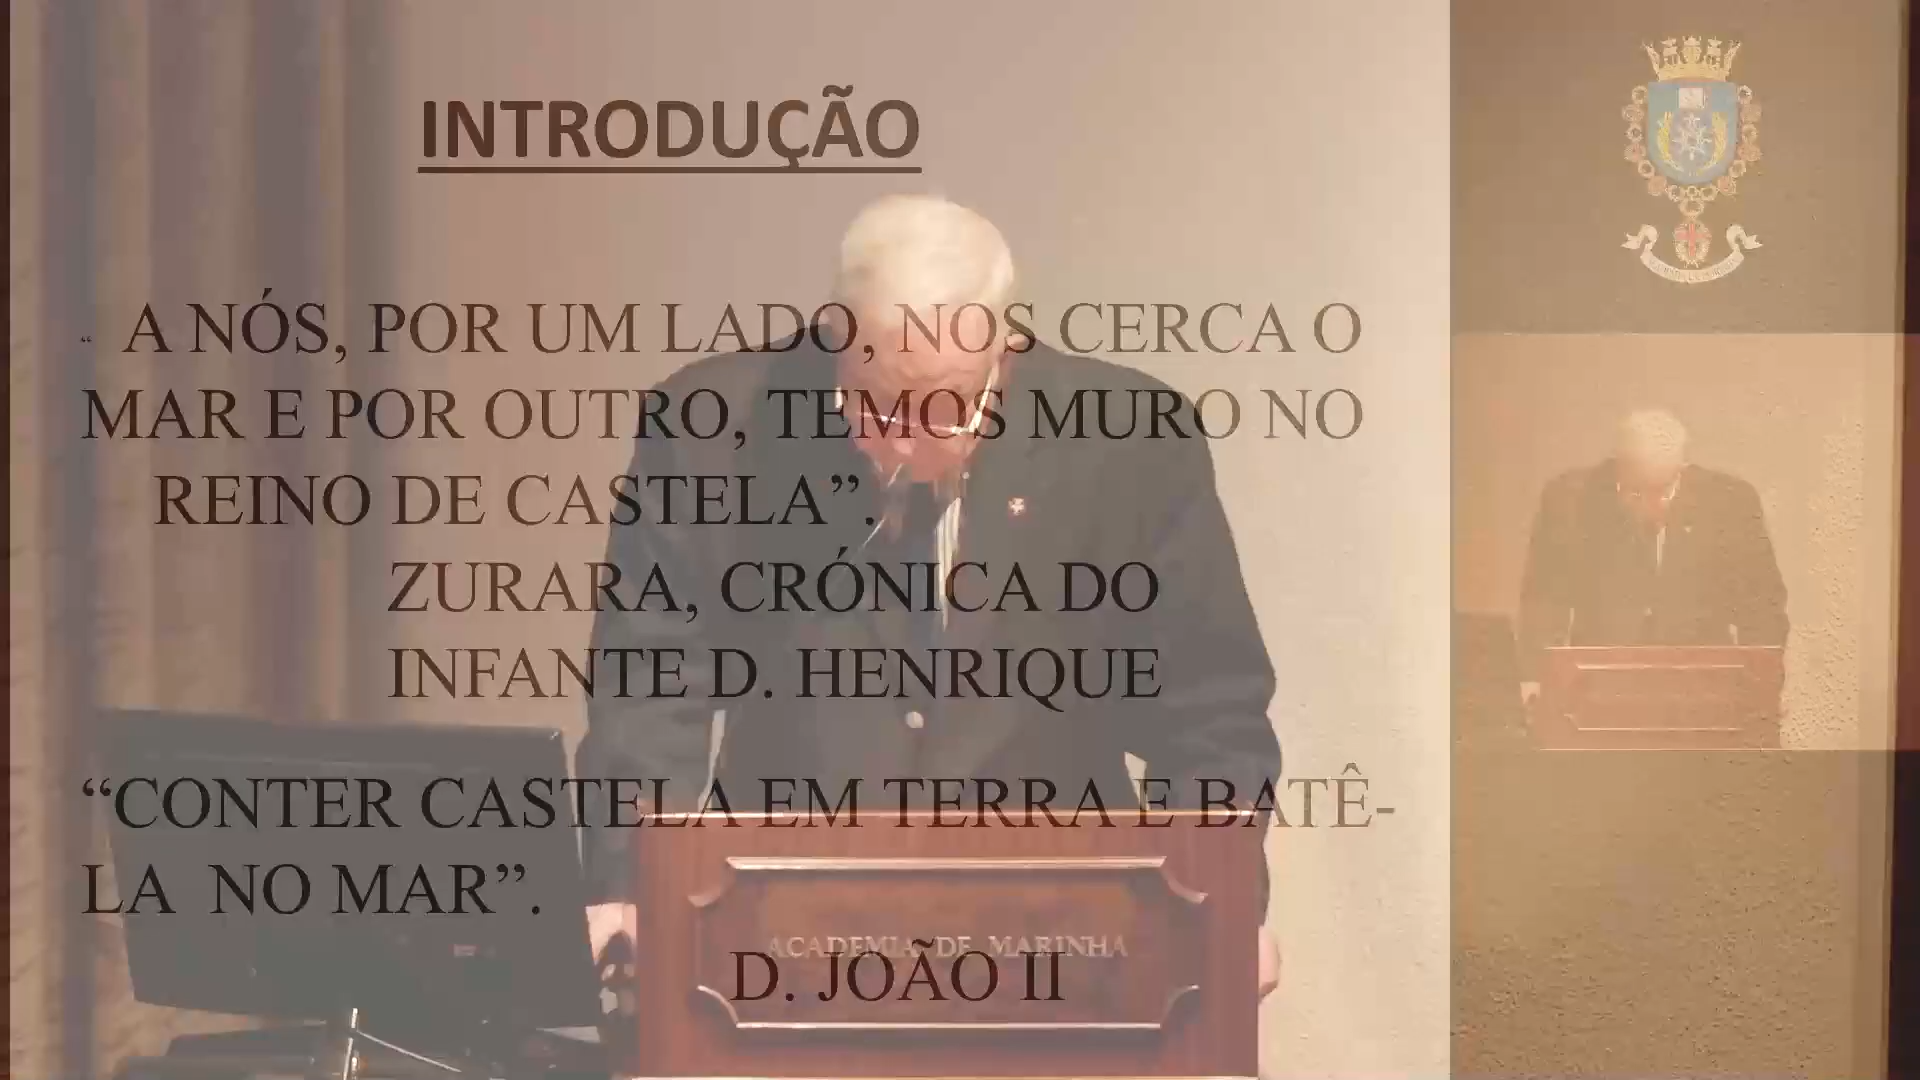 INTRODUÇÃO
“ A NÓS, POR UM LADO, NOS CERCA O
MAR E POR OUTRO, TEMOS MURO NO
REINO DE CASTELA”.
ZURARA, CRÓNICA DO
INFANTE D. HENRIQUE
“CONTER CASTELA EM TERRA E BATÊ-
LA NO MAR”.
ACADEMIA DE MARINHA
D. JOÃO II